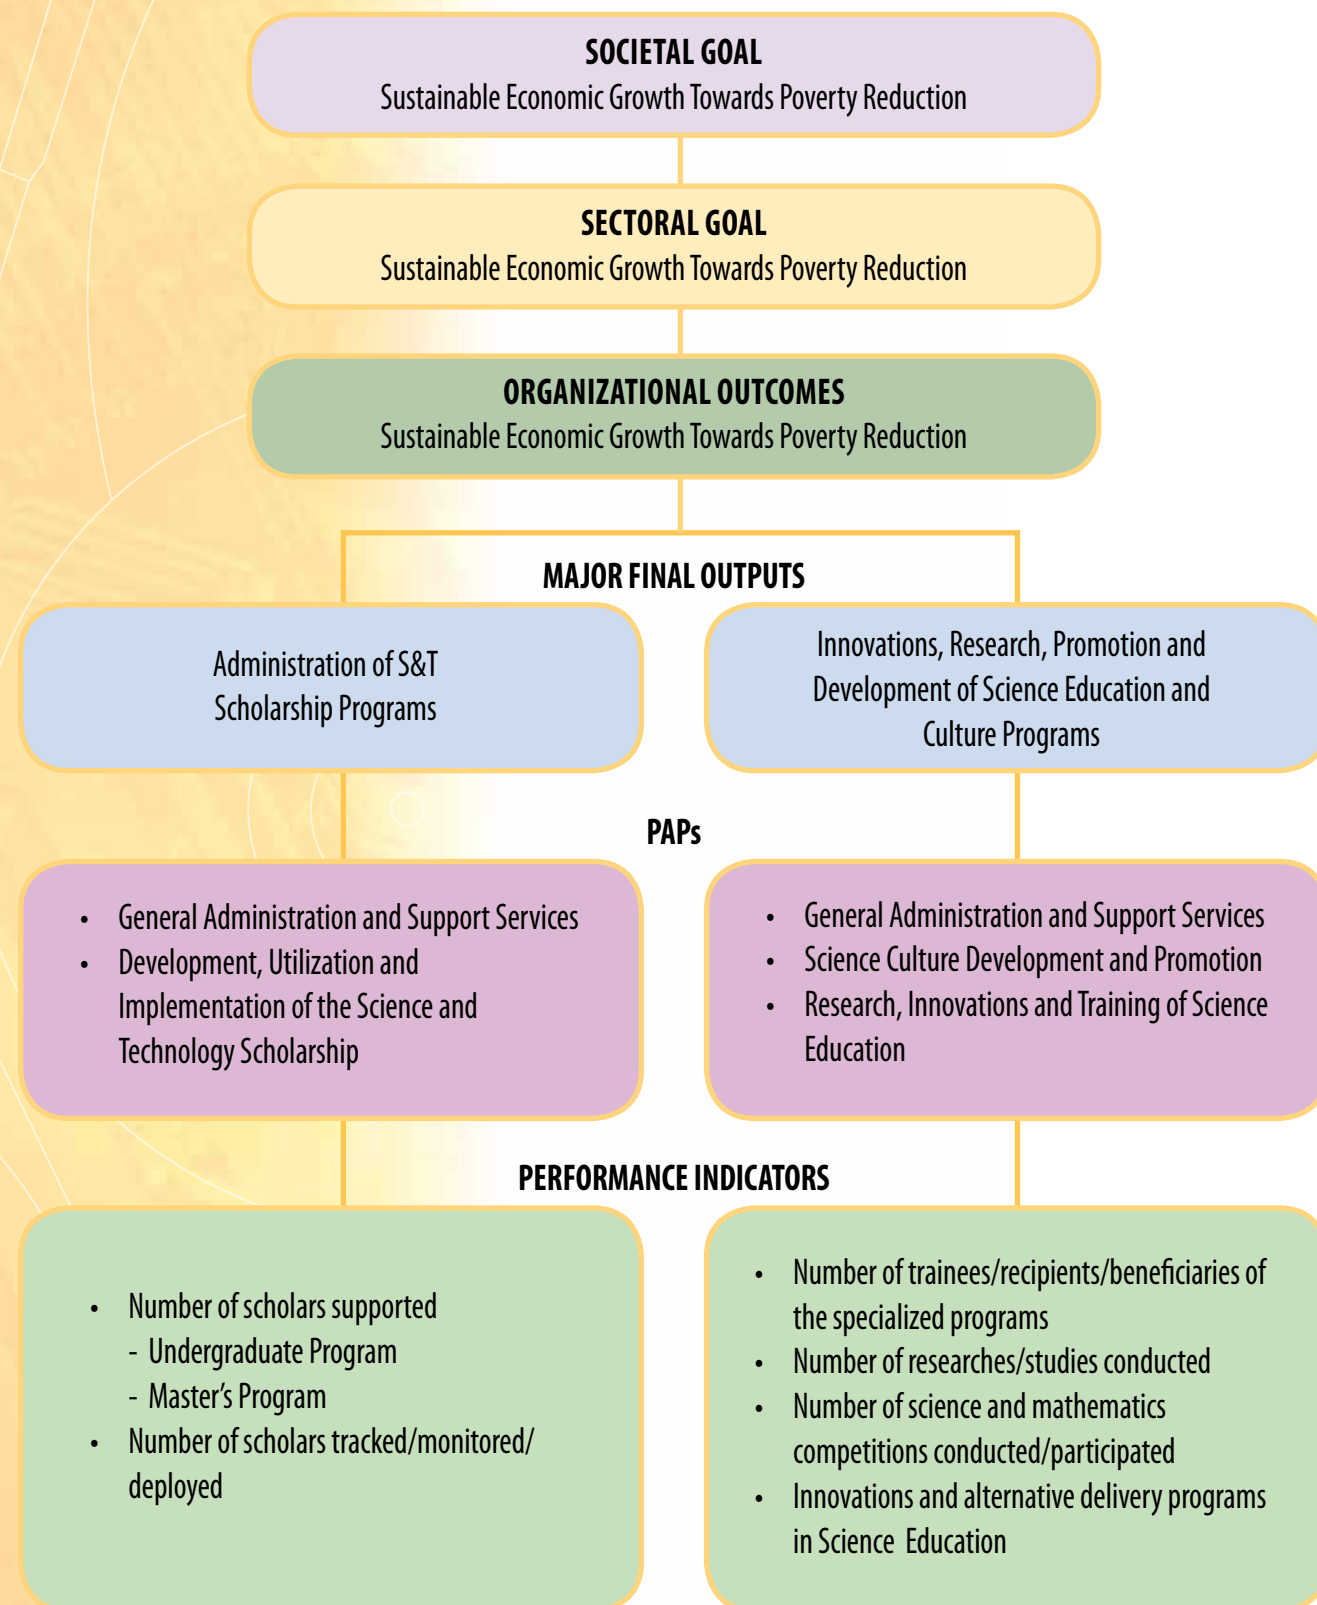 SOCIETAL GOAL
Sustainable Economic Growth Towards Poverty Reduction
SECTORAL GOAL
Sustainable Economic Growth Towards Poverty Reduction
ORGANIZATIONAL OUTCOMES
Sustainable Economic Growth Towards Poverty Reduction
MAJOR FINAL OUTPUTS
Administration of S&T
Scholarship Programs
Innovations, Research, Promotion and
Development of Science Education and
Culture Programs
PAPs
• General Administration and Support Services
• Development, Utilization and
Implementation of the Science and
Technology Scholarship
• General Administration and Support Services
• Science Culture Development and Promotion
• Research, Innovations and Training of Science
Education
PERFORMANCE INDICATORS
• Number of scholars supported
- Undergraduate Program
- Master's Program
• Number of scholars tracked/monitored/
deployed
• Number of trainees/recipients/beneficiaries of
the specialized programs
• Number of researches/studies conducted
• Number of science and mathematics
competitions conducted/participated
• Innovations and alternative delivery programs
in Science Education